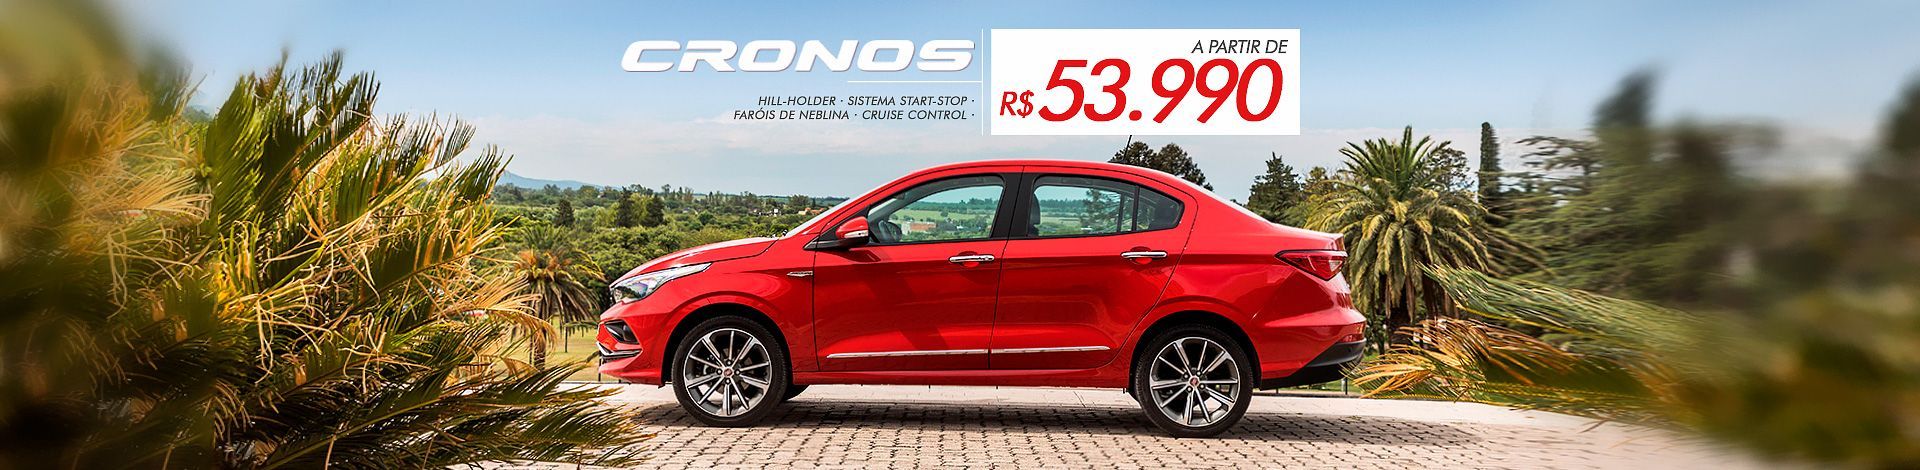 CRONOS
HILL-HOLDER · SISTEMA START-STOP ·
FARÓIS DE NEBLINA · CRUISE CONTROL ·
A PARTIR DE
R$ 53.990